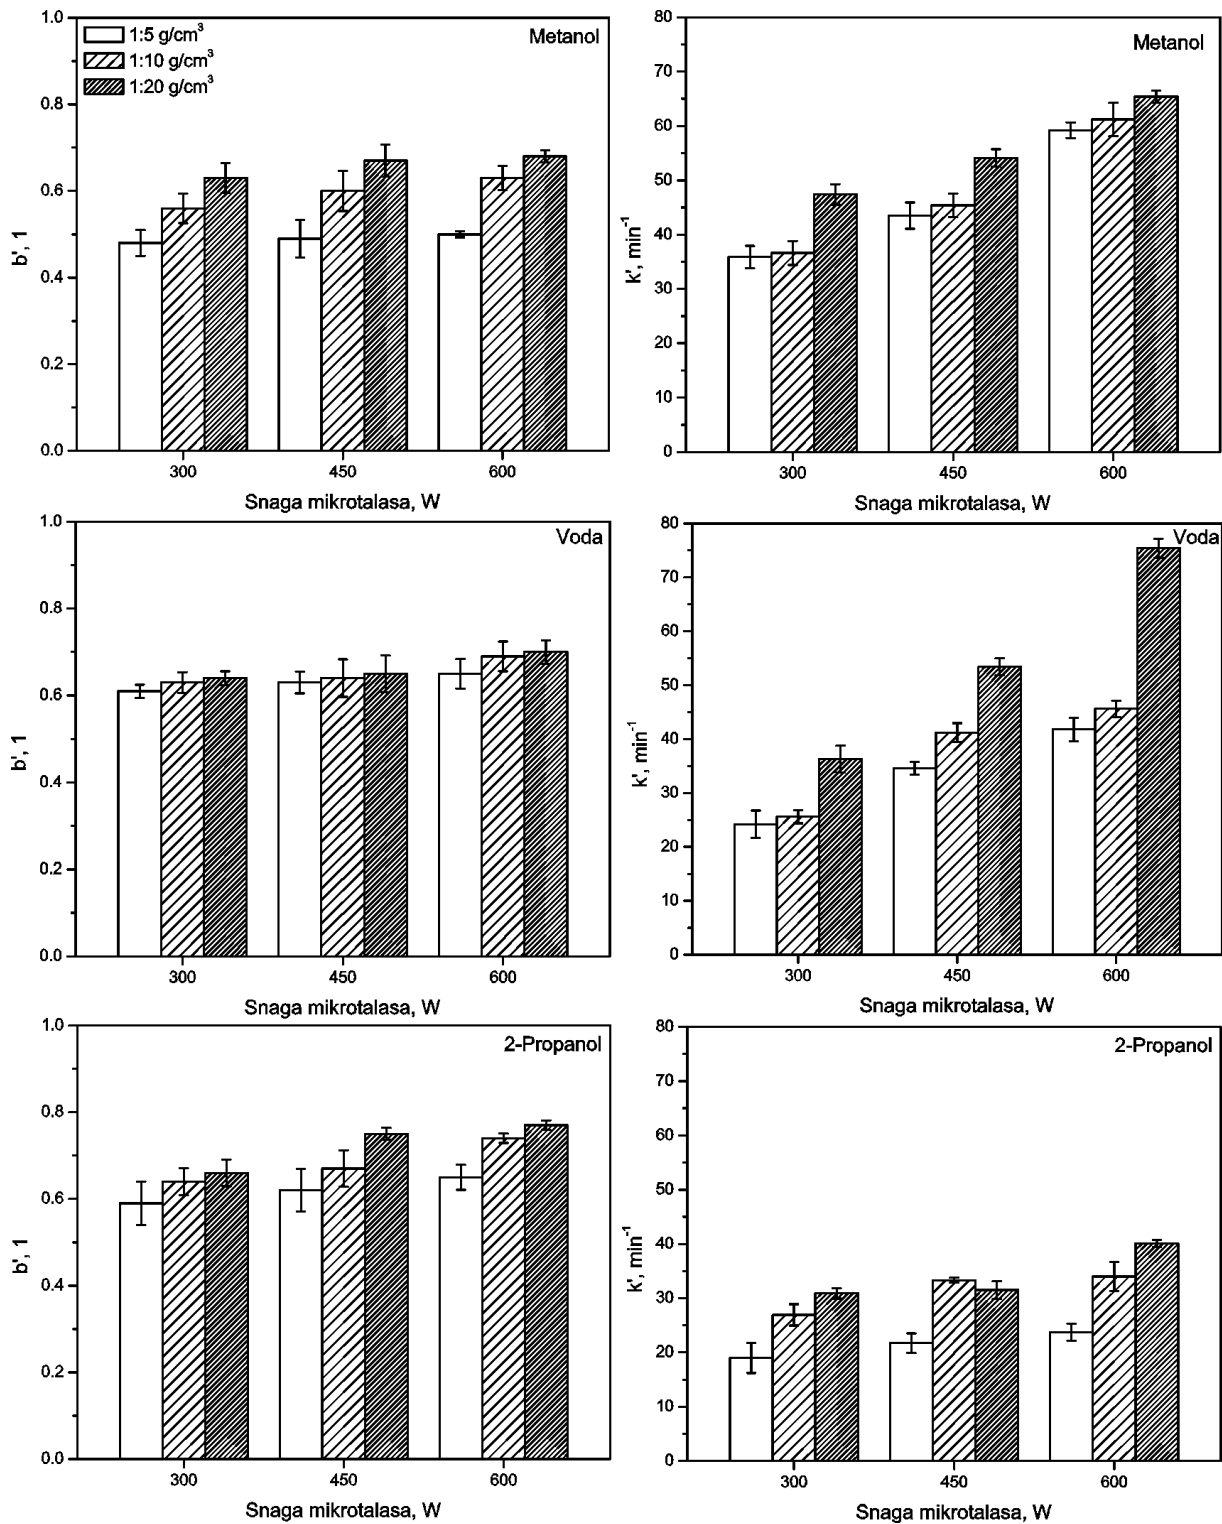 1.0
0.8
0.6
0.4
0.2
0.0
b', 1
1:5 g/cm³
1:10 g/cm³
1:20 g/cm³
Metanol
300 450 600
Snaga mikrotalasa, W
80
70
60
50
40
30
20
10
0
k', min⁻¹
Metanol
300 450 600
Snaga mikrotalasa, W
1.0
0.8
0.6
0.4
0.2
0.0
b', 1
Voda
300 450 600
Snaga mikrotalasa, W
80
70
60
50
40
30
20
10
0
k', min⁻¹
Voda
300 450 600
Snaga mikrotalasa, W
1.0
0.8
0.6
0.4
0.2
0.0
b', 1
2-Propanol
300 450 600
Snaga mikrotalasa, W
80
70
60
50
40
30
20
10
0
k', min⁻¹
2-Propanol
300 450 600
Snaga mikrotalasa, W